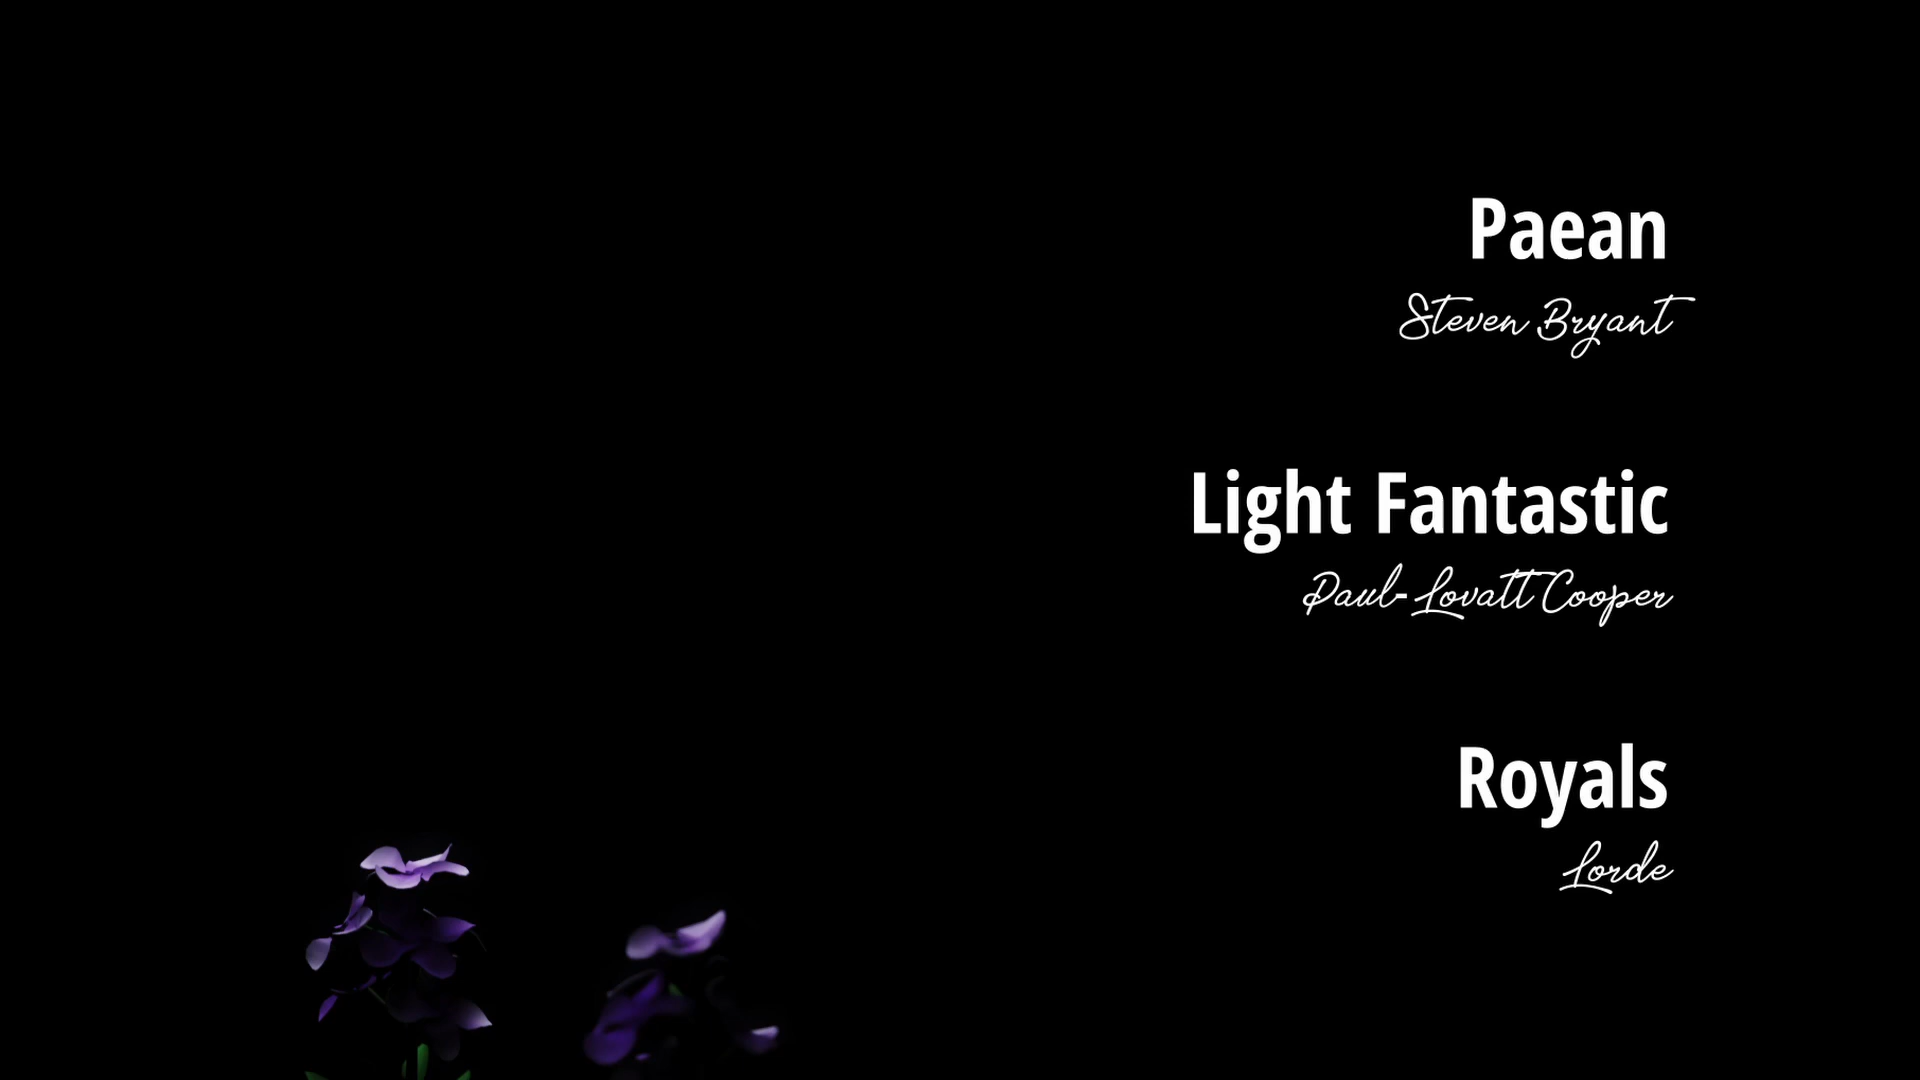 Paean
Steven Bryant
Light Fantastic
Paul-Lovatt Cooper
Royals
Lorde